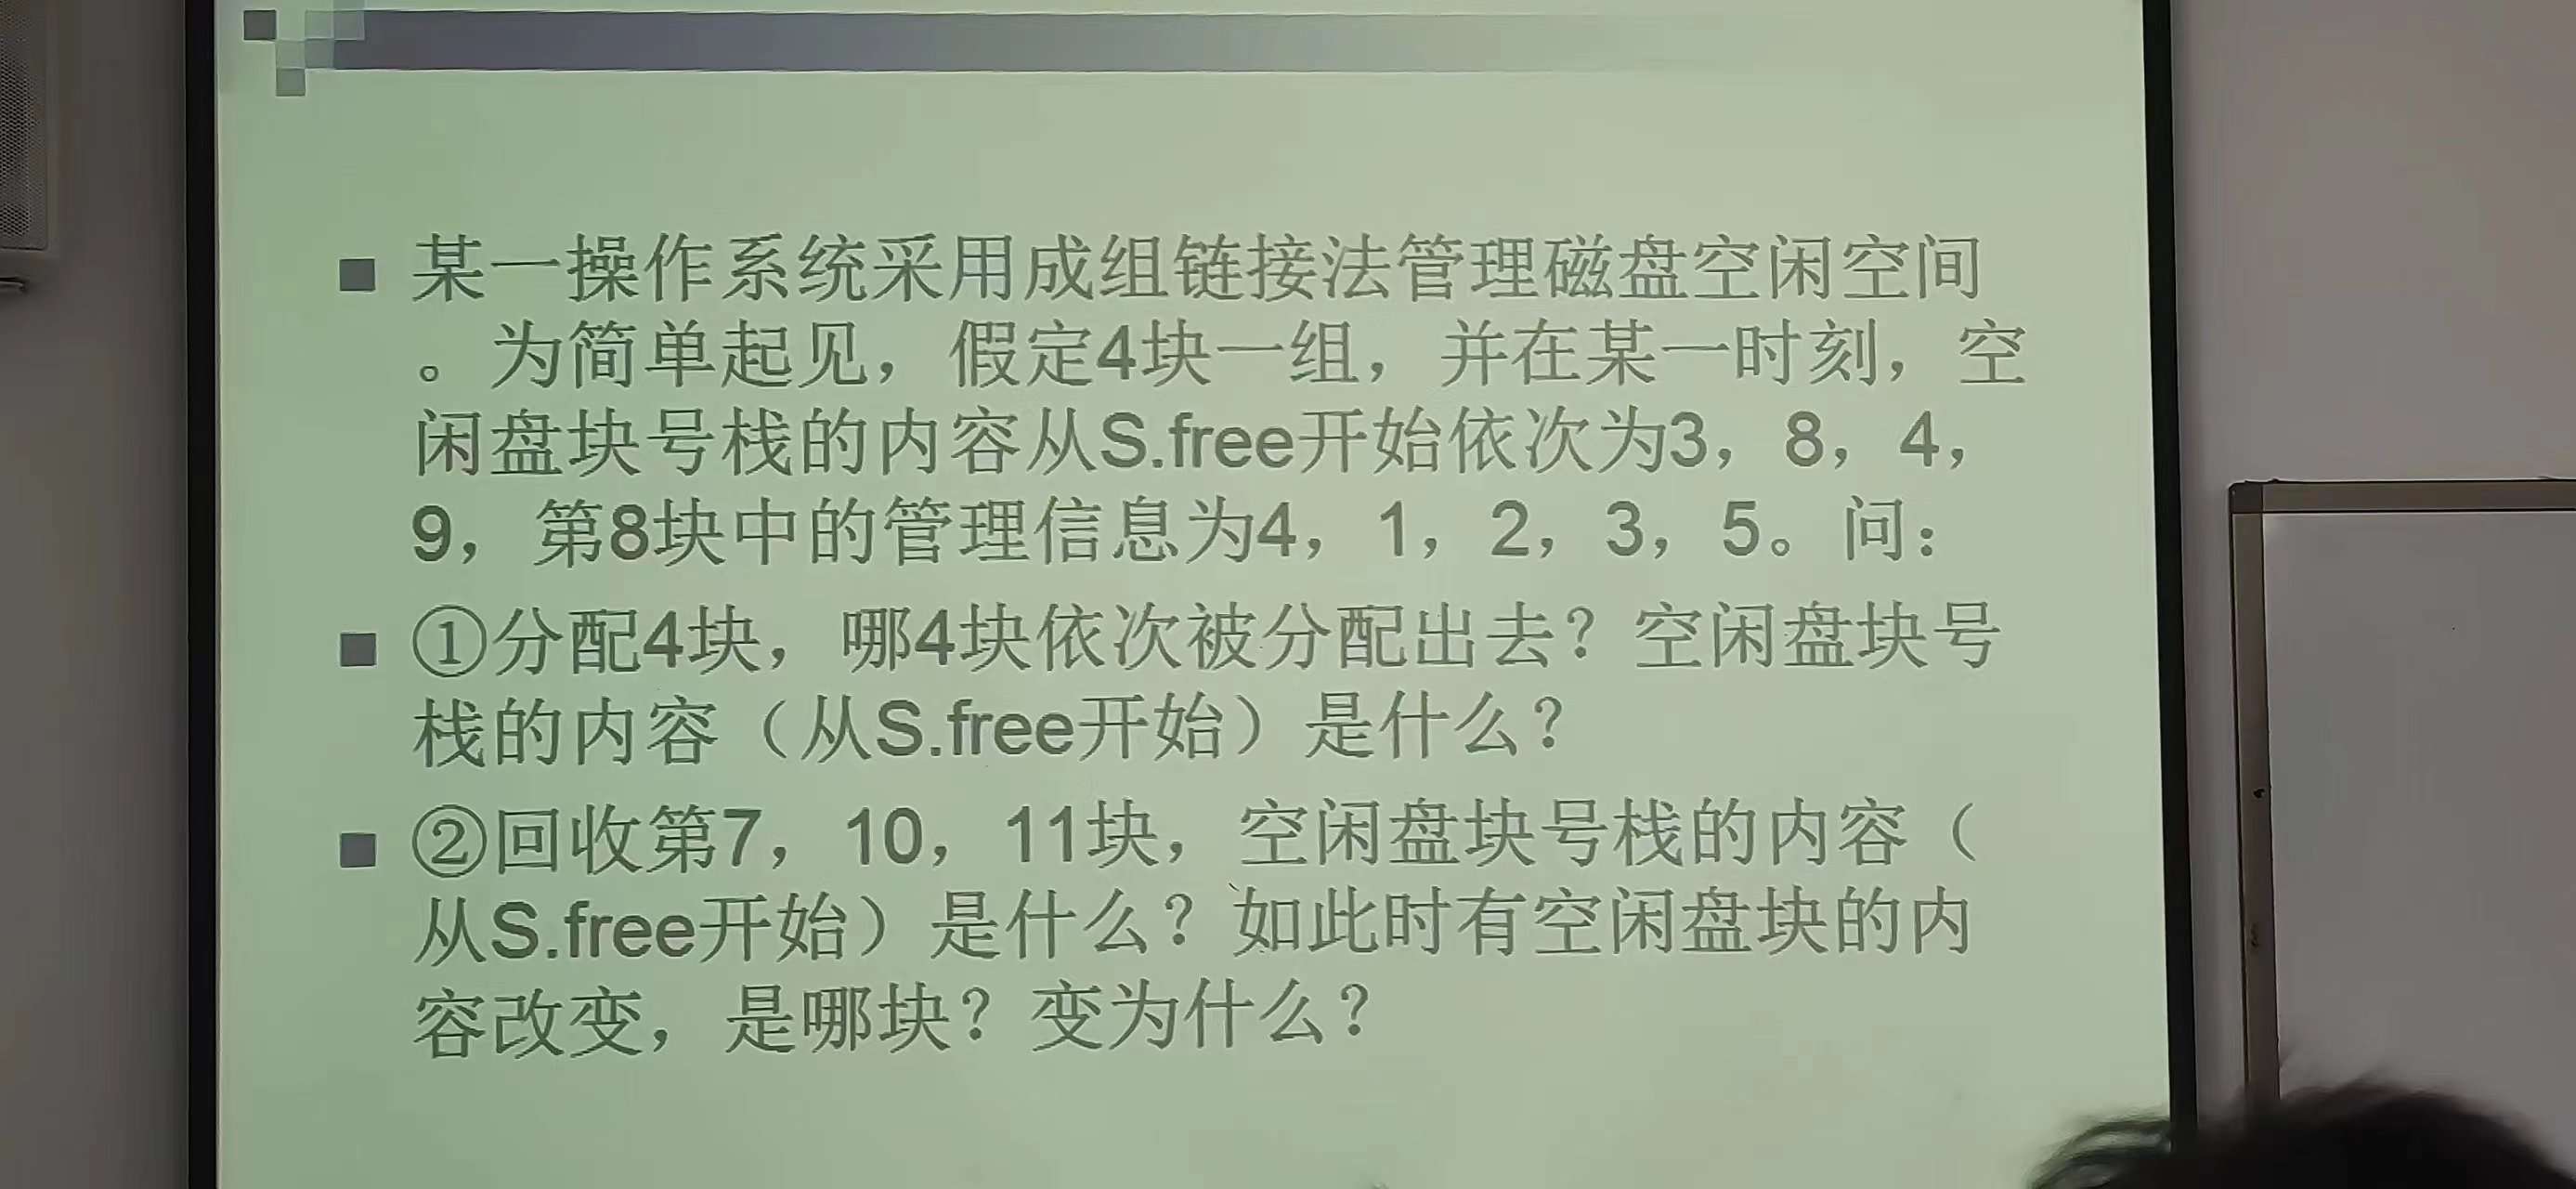 某一操作系统采用成组链接法管理磁盘空闲空间
。为简单起见，假定4块一组，并在某一时刻，空
闲盘块号栈的内容从S.free开始依次为3，8，4，
9，第8块中的管理信息为4，1，2，3，5。问：
①分配4块，哪4块依次被分配出去？空闲盘块号
栈的内容（从S.free开始）是什么？
②回收第7，10，11块，空闲盘块号栈的内容（
从S.free开始）是什么？如此时有空闲盘块的内
容改变，是哪块？变为什么？